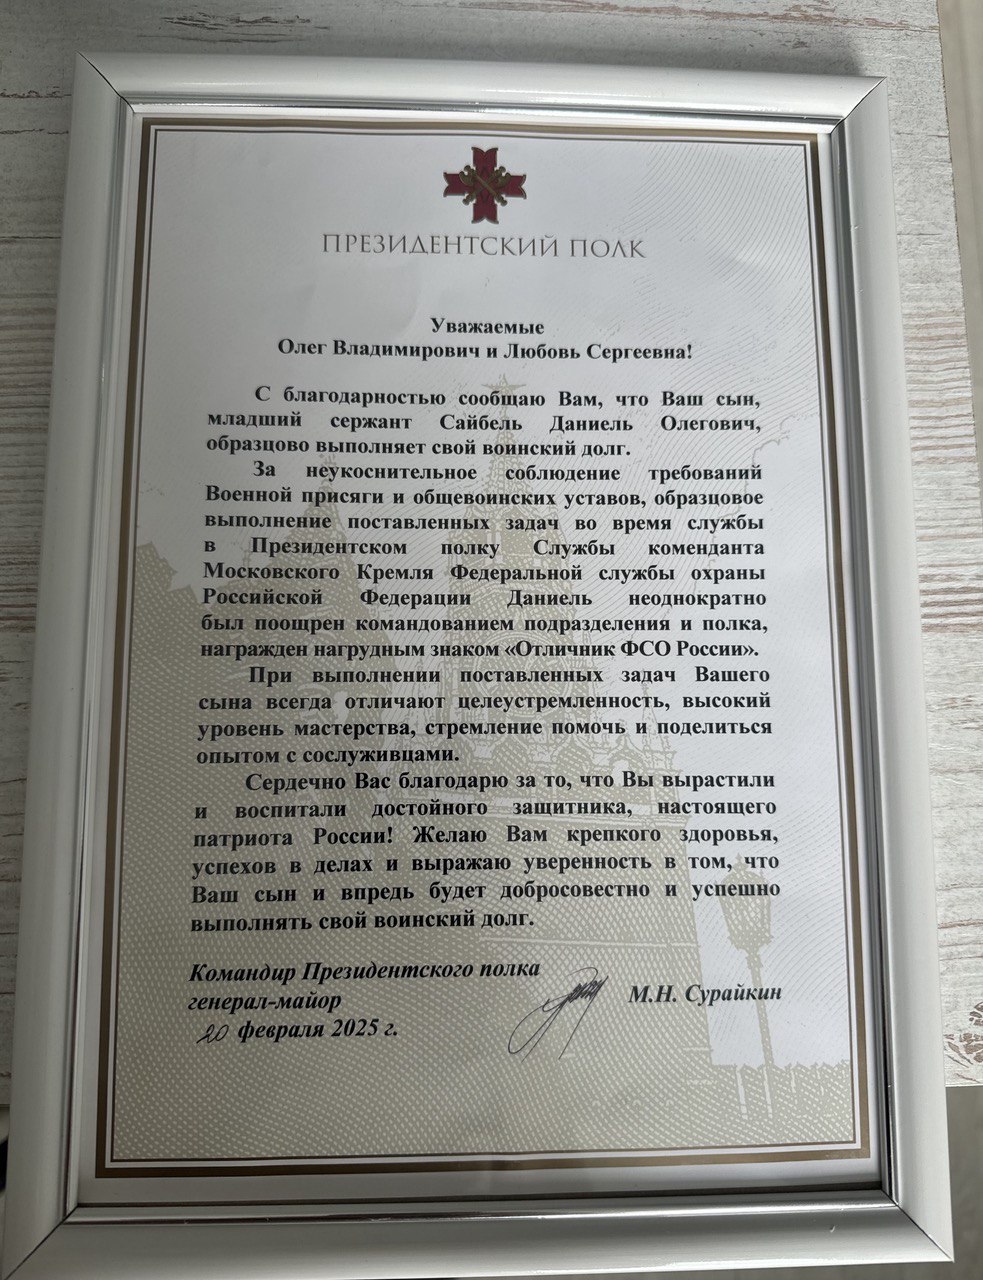 ПРЕЗИДЕНТСКИЙ ПОЛК
Уважаемые
Олег Владимирович и Любовь Сергеевна!
С благодарностью сообщаю Вам, что Ваш сын,
младший сержант Сайбель Даниель Олегович,
образцово выполняет свой воинский долг.
За неукоснительное соблюдение требований
Военной присяги и общевоинских уставов, образцовое
выполнение поставленных задач во время службы
в Президентском полку Службы коменданта
Московского Кремля Федеральной службы охраны
Российской Федерации Даниель неоднократно
был поощрен командованием подразделения и полка,
награжден нагрудным знаком «Отличник ФСО России».
При выполнении поставленных задач Вашего
сына всегда отличают целеустремленность, высокий
уровень мастерства, стремление помочь и поделиться
опытом с сослуживцами.
Сердечно Вас благодарю за то, что Вы вырастили
и воспитали достойного защитника, настоящего
патриота России! Желаю Вам крепкого здоровья,
успехов в делах и выражаю уверенность в том, что
Ваш сын и впредь будет добросовестно и успешно
выполнять свой воинский долг.
Командир Президентского полка
генерал-майор М.Н. Сурайкин
20 февраля 2025 г.